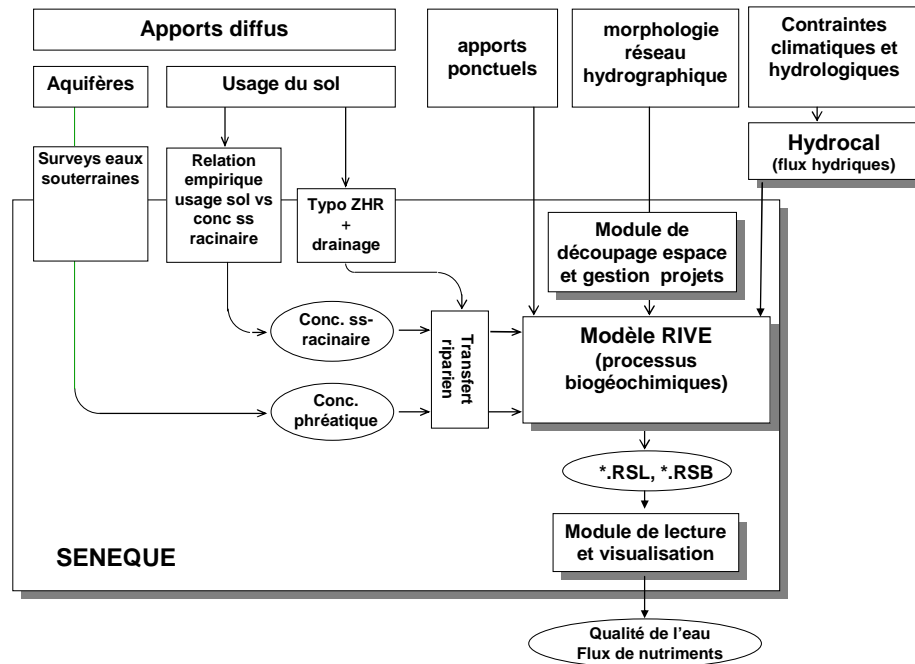 Apports diffus
apports
ponctuels
morphologie
réseau
hydrographique
Contraintes
climatiques et
hydrologiques
Aquifères
Usage du sol
Hydrocal
(flux hydriques)
Surveys eaux
souterraines
Relation
empirique
usage sol vs
conc ss
racinaire
Typo ZHR
+
drainage
Module de
découpage espace
et gestion projets
Conc. ss-
racinaire
Transfert
riparien
Modèle RIVE
(processus
biogéochimiques)
Conc.
phréatique
*.RSL, *.RSB
Module de lecture
et visualisation
SENEQUE
Qualité de l'eau
Flux de nutriments